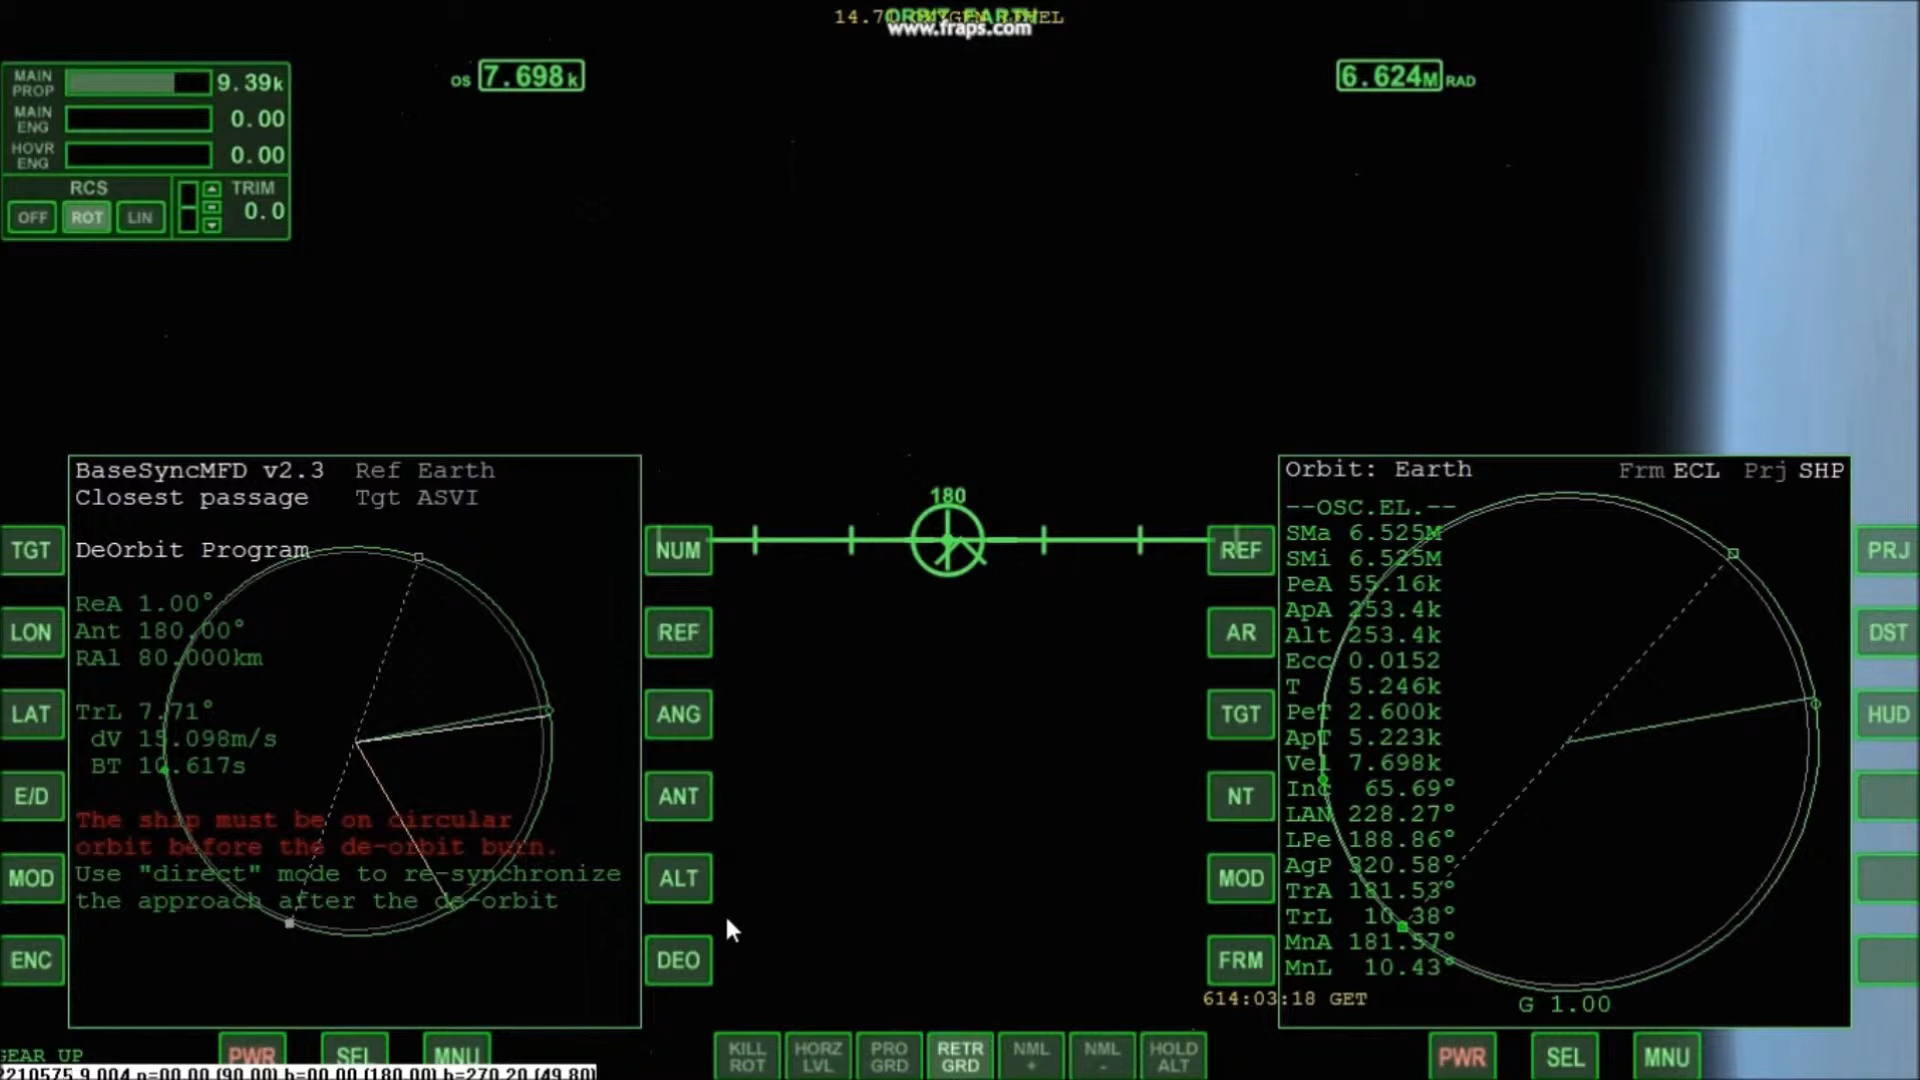 ORBIT EARTH
www.fraps.com
MAIN PROP 9.39k
MAIN ENG 0.00
HOVR ENG 0.00
RCS TRIM
OFF ROT LIN 0.0
OS 7.698k
6.624M RAD
BaseSyncMFD v2.3 Ref Earth
Closest passage Tgt ASVI
DeOrbit Program
ReA 1.00°
Ant 180.00°
RAl 80.000km
TrL 7.71°
dV 15.098m/s
BT 10.617s
The ship must be on circular
orbit before the de-orbit burn.
Use "direct" mode to re-synchronize
the approach after the de-orbit
TGT
LON
LAT
E/D
MOD
ENC
NUM
REF
ANG
ANT
ALT
DEO
PWR SEL MNU
GEAR UP
180
KILL ROT
HORZ LVL
PRO GRD
RETR GRD
NML +
NML -
HOLD ALT
REF
AR
TGT
NT
MOD
FRM
Orbit: Earth Frm ECL Prj SHP
--OSC.EL.--
SMa 6.525M
SMi 6.525M
PeA 55.16k
ApA 253.4k
Alt 253.4k
Ecc 0.0152
T 5.246k
PeT 2.600k
ApT 5.223k
Vel 7.698k
Inc 65.69°
LAN 228.27°
LPe 188.86°
AgP 320.58°
TrA 181.53°
TrL 10.38°
MnA 181.57°
MnL 10.43°
614:03:18 GET
G 1.00
PRJ
DST
HUD
PWR SEL MNU